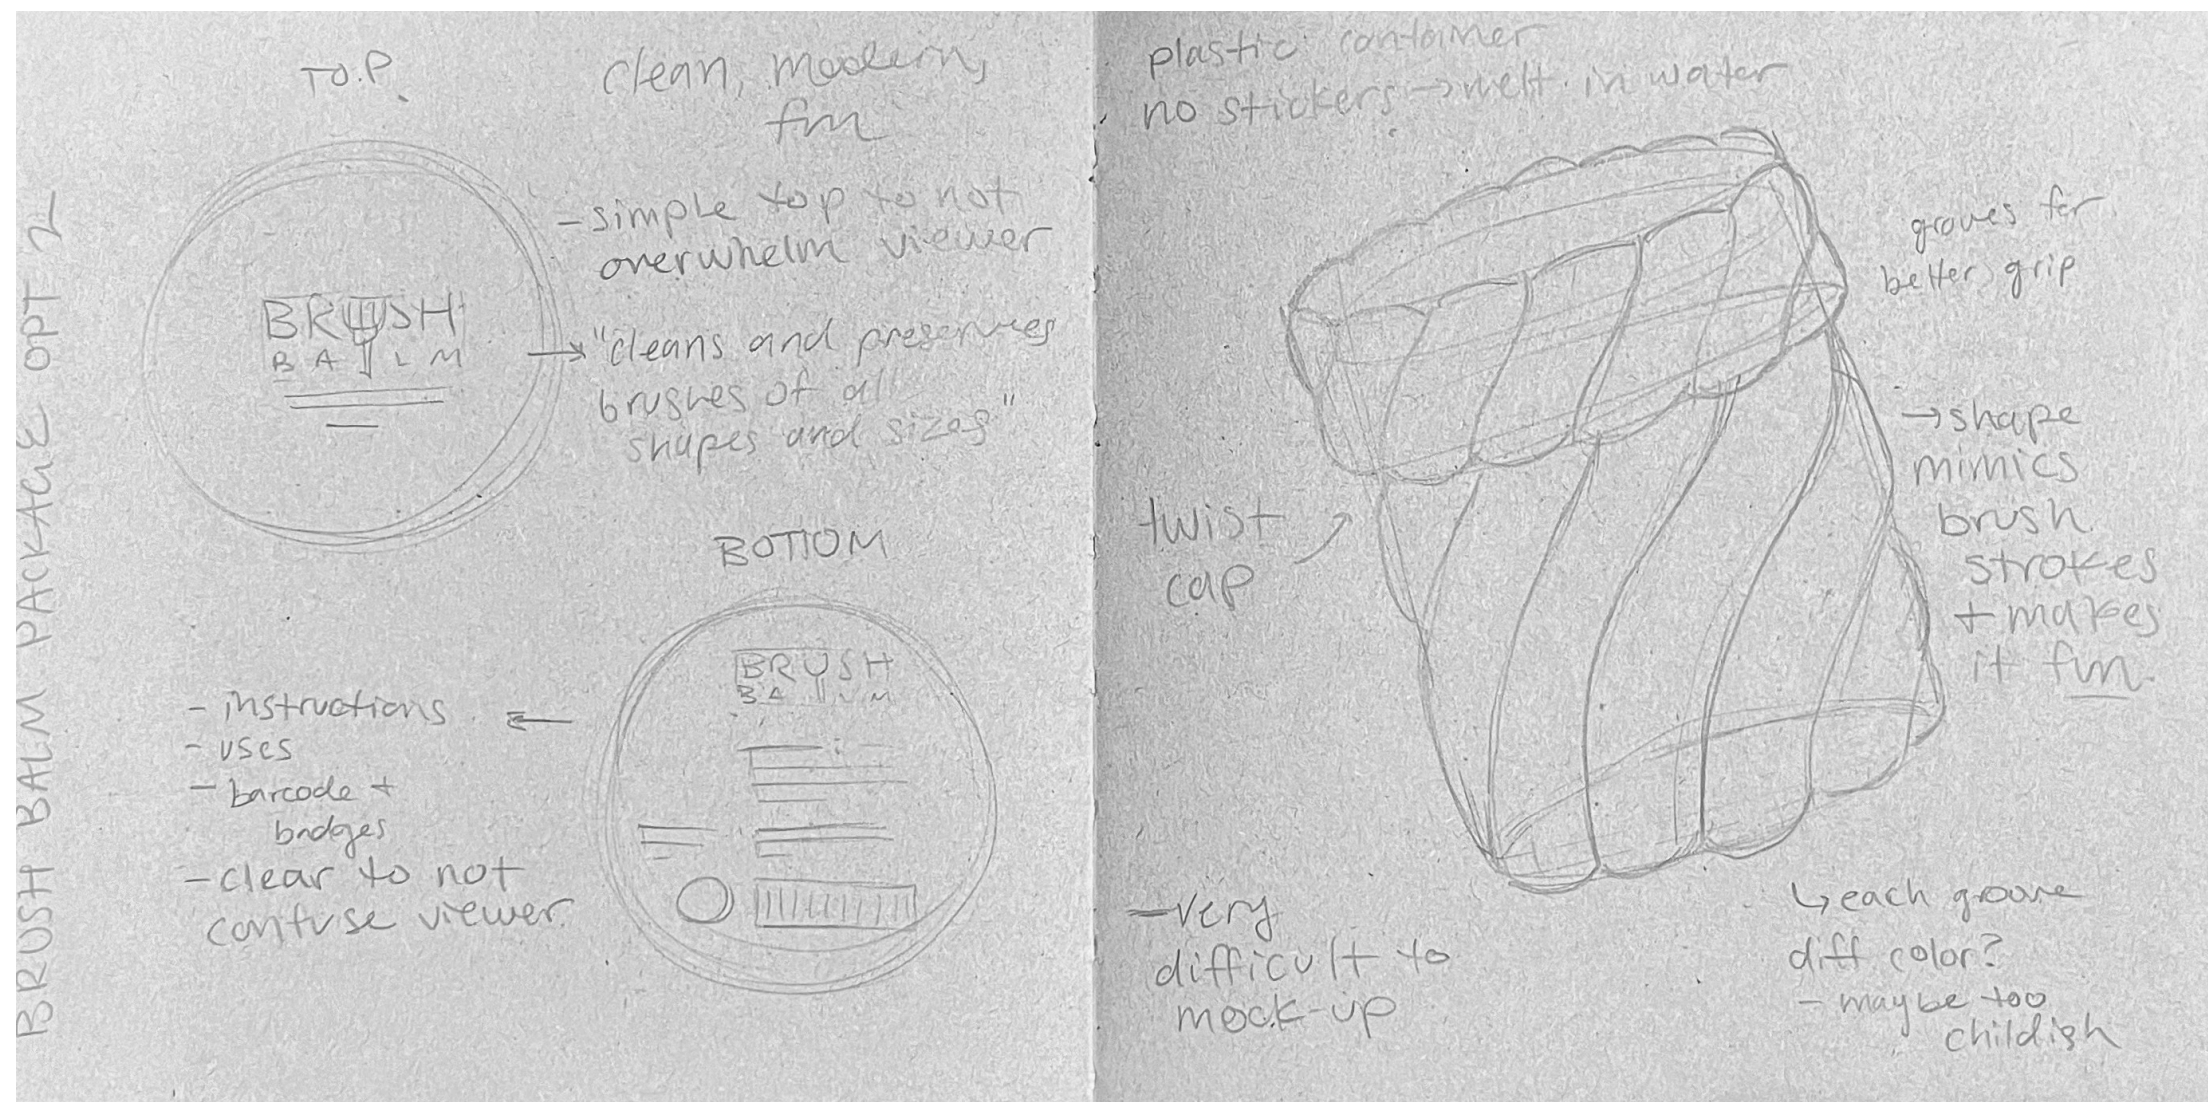 BRUSH BALM PACKAGE OPT 2
TOP
clean, modern,
fun
BRUSH
BALM
- simple top to not
overwhelm viewer
→ "cleans and preserves
brushes of all
shapes and sizes"
BOTTOM
BRUSH
BALM
- instructions ←
- uses
- barcode +
badges
- clear to not
confuse viewer
plastic container
no stickers → melt in water
groves for
better grip
→ shape
mimics
brush
strokes
+ makes
it fun
twist
cap
- very
difficult to
mock-up
↳ each groove
diff color?
- maybe too
childish